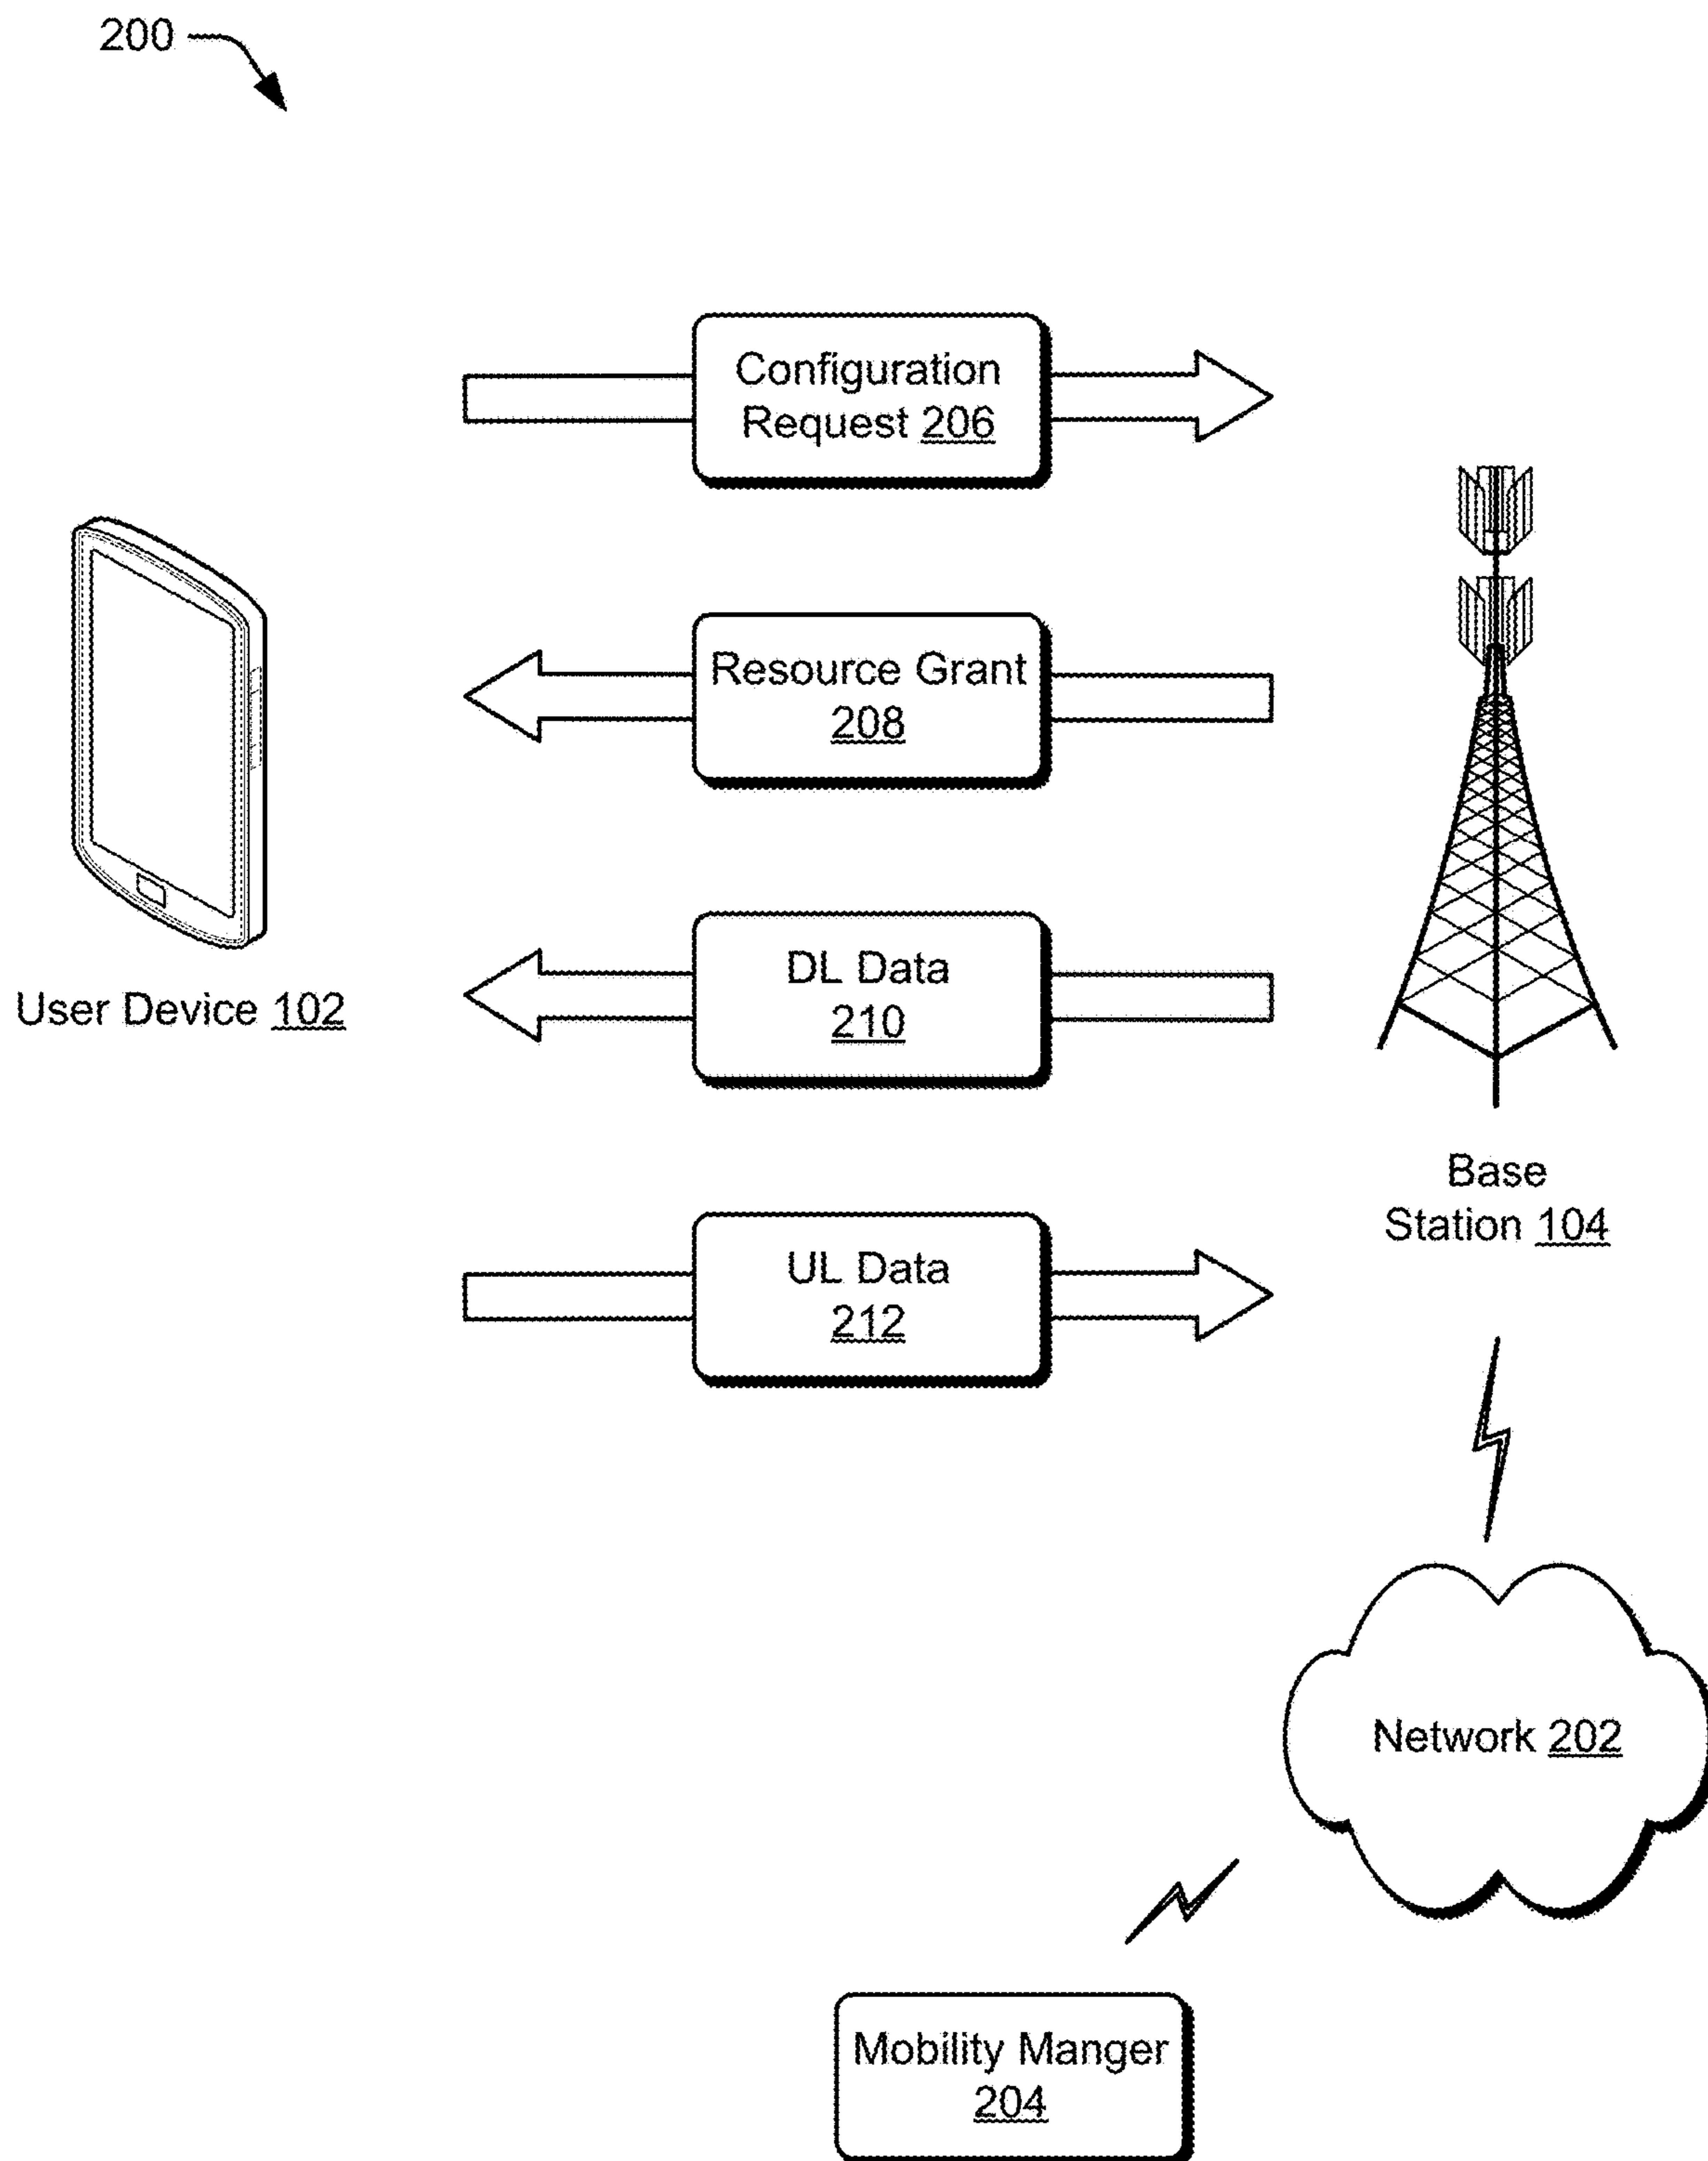 200
Configuration
Request 206
Resource Grant
208
User Device 102
DL Data
210
Base
Station 104
UL Data
212
Network 202
Mobility Manger
204